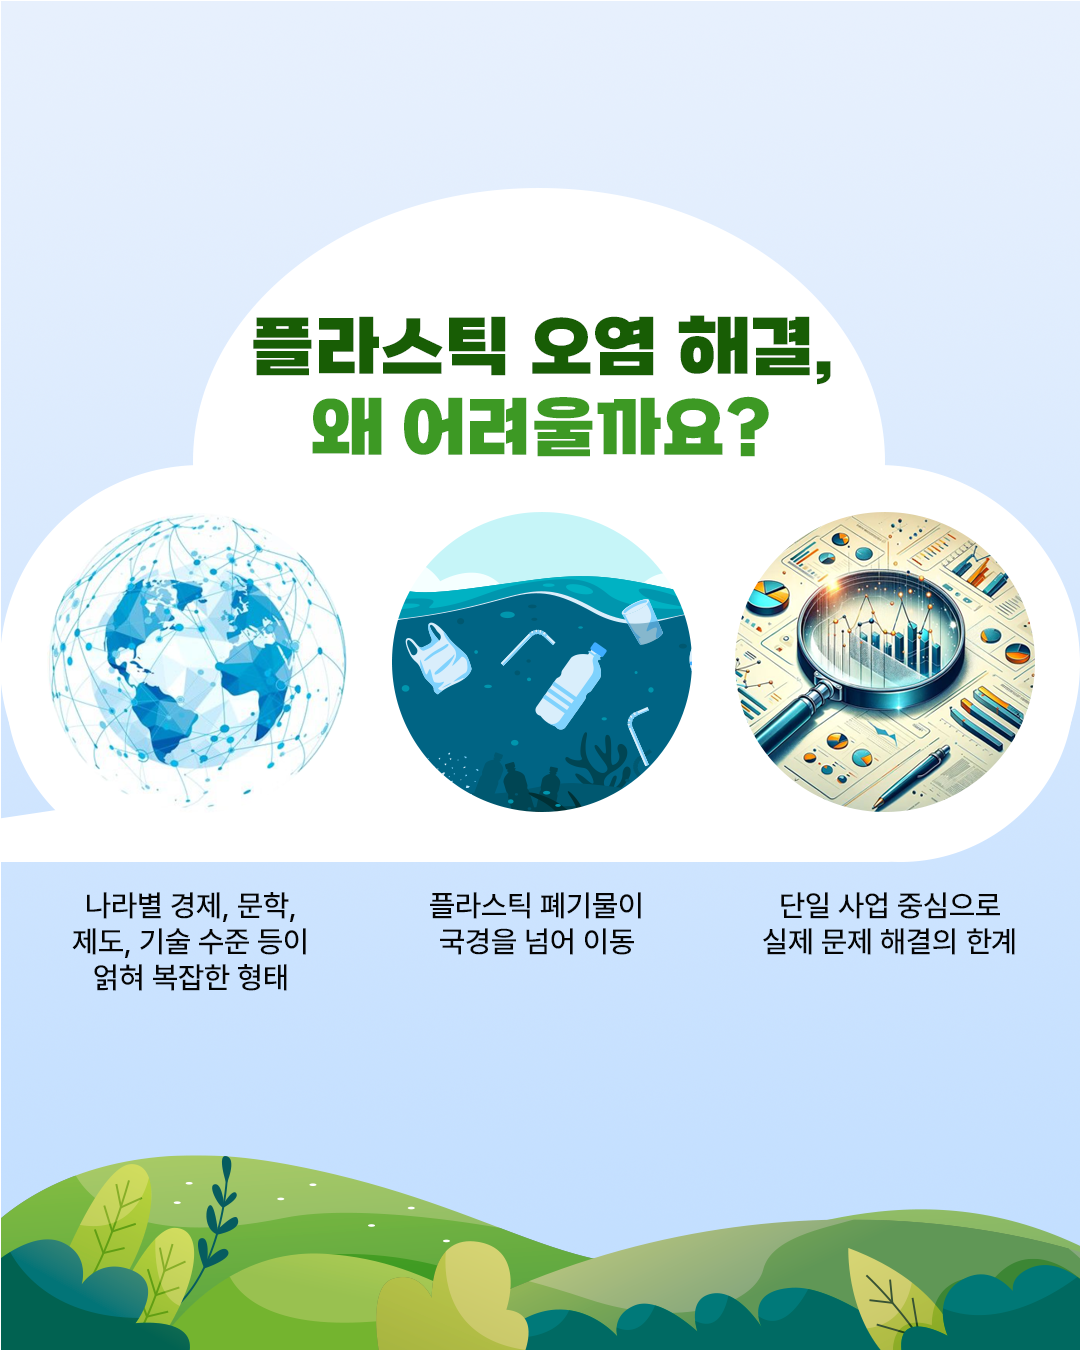 플라스틱 오염 해결,
왜 어려울까요?
나라별 경제, 문학,
제도, 기술 수준 등이
얽혀 복잡한 형태
플라스틱 폐기물이
국경을 넘어 이동
단일 사업 중심으로
실제 문제 해결의 한계